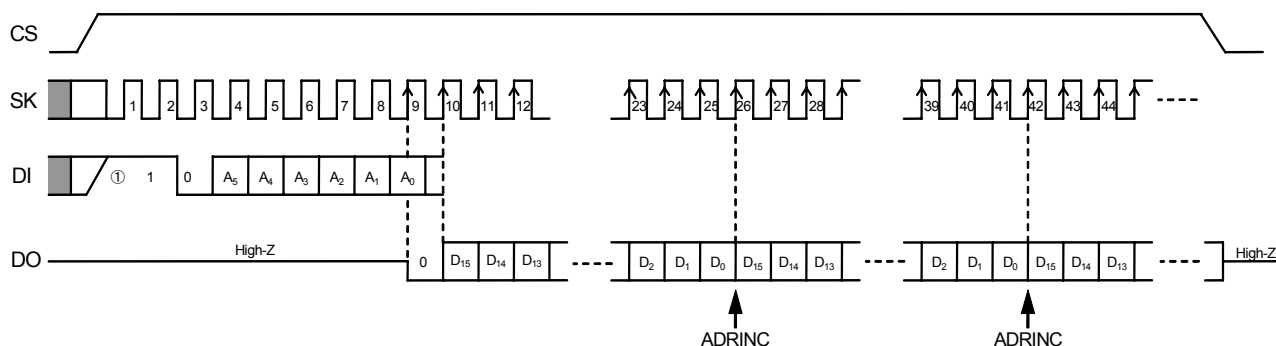 CS
SK 1 2 3 4 5 6 7 8 9 10 11 12 23 24 25 26 27 28 39 40 41 42 43 44
DI ① 1 0 A5 A4 A3 A2 A1 A0
High-Z High-Z
DO 0 D15 D14 D13 D2 D1 D0 D15 D14 D13 D2 D1 D0 D15 D14 D13
ADRINC ADRINC